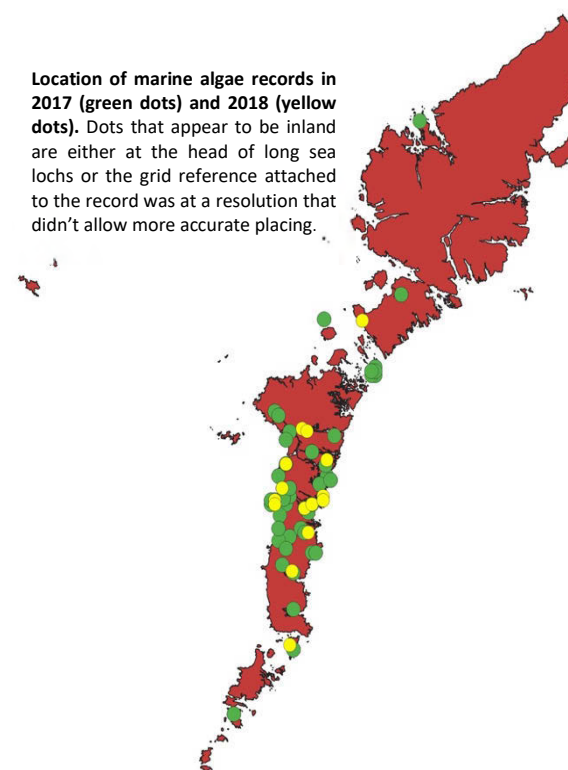 Location of marine algae records in
2017 (green dots) and 2018 (yellow
dots). Dots that appear to be inland
are either at the head of long sea
lochs or the grid reference attached
to the record was at a resolution that
didn’t allow more accurate placing.